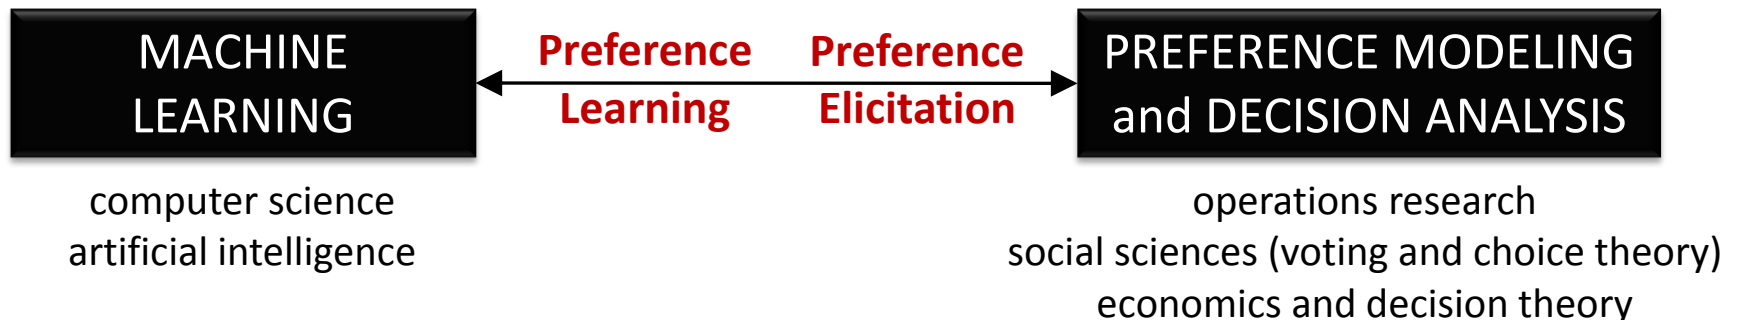 MACHINE
LEARNING
Preference
Learning
Preference
Elicitation
PREFERENCE MODELING
and DECISION ANALYSIS
computer science
artificial intelligence
operations research
social sciences (voting and choice theory)
economics and decision theory